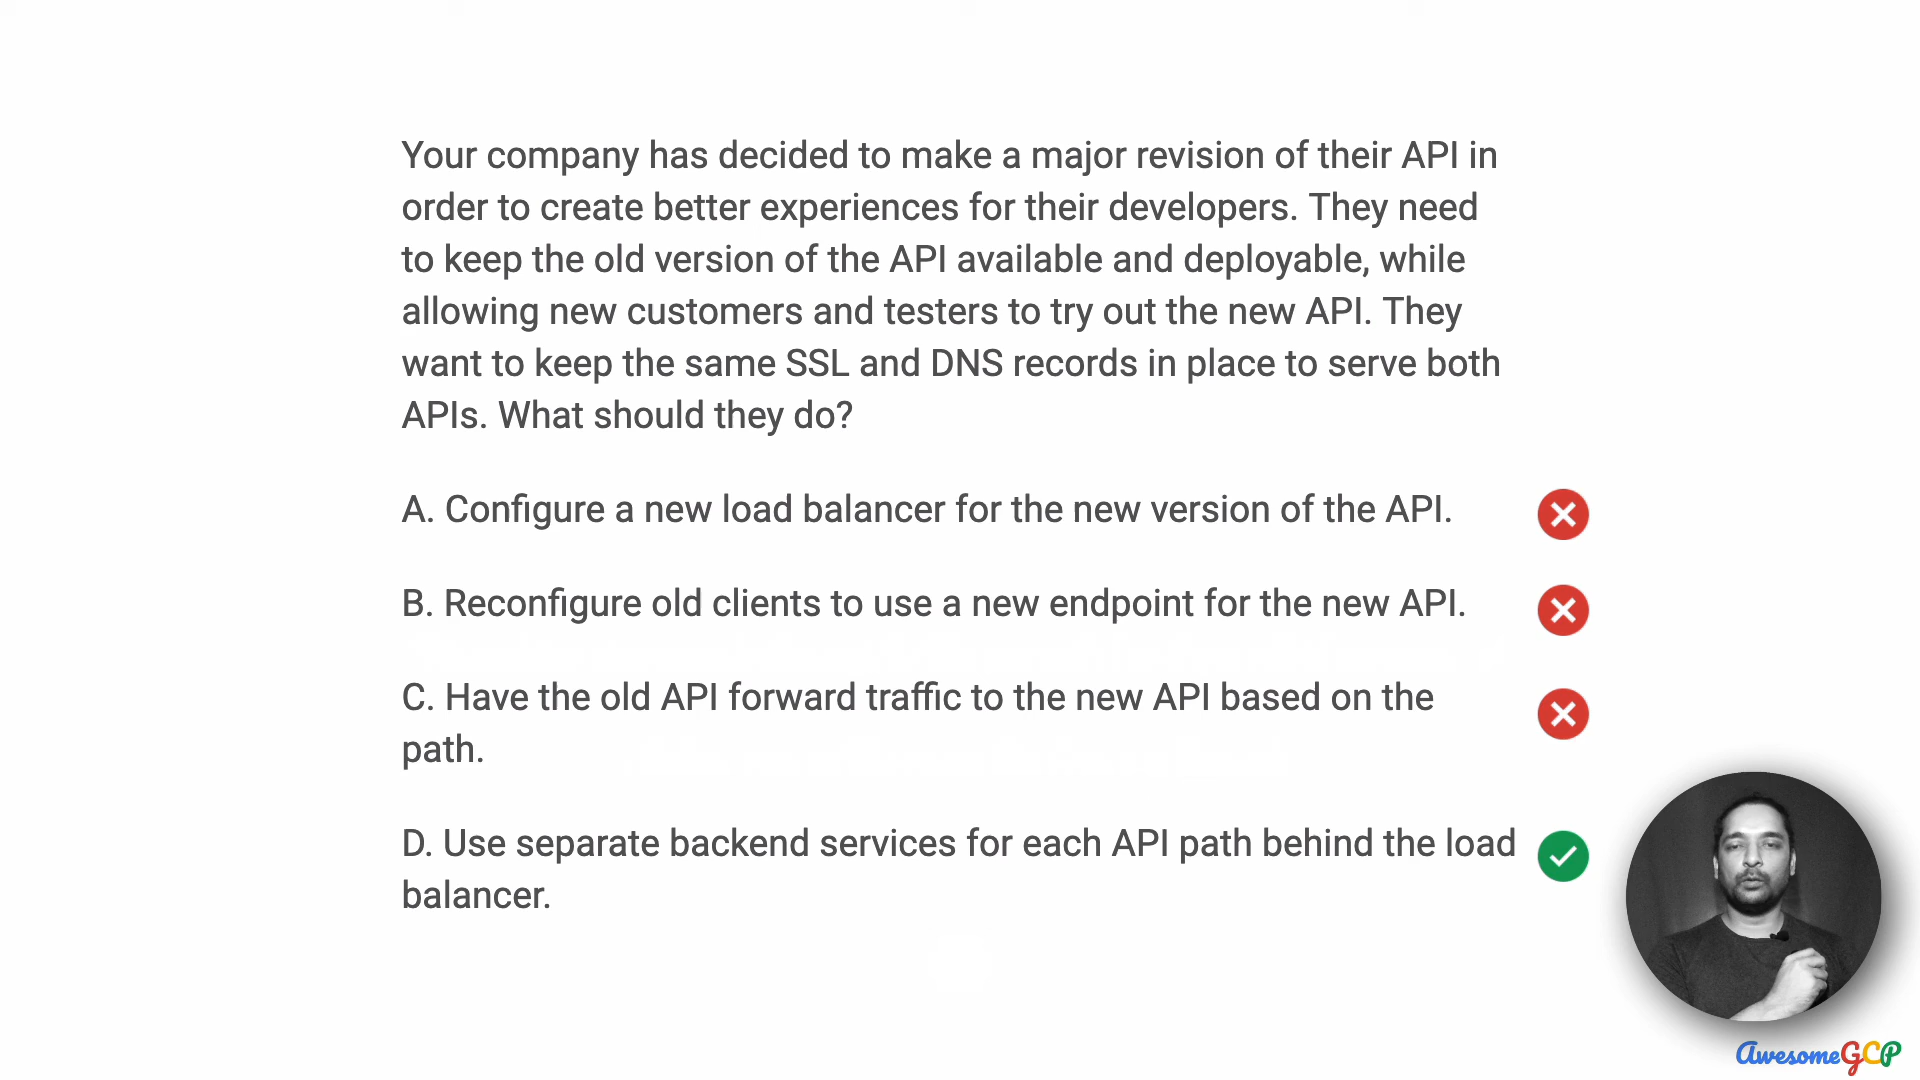 Your company has decided to make a major revision of their API in
order to create better experiences for their developers. They need
to keep the old version of the API available and deployable, while
allowing new customers and testers to try out the new API. They
want to keep the same SSL and DNS records in place to serve both
APIs. What should they do?
A. Configure a new load balancer for the new version of the API.
B. Reconfigure old clients to use a new endpoint for the new API.
C. Have the old API forward traffic to the new API based on the
path.
D. Use separate backend services for each API path behind the load
balancer.
AwesomeGCP